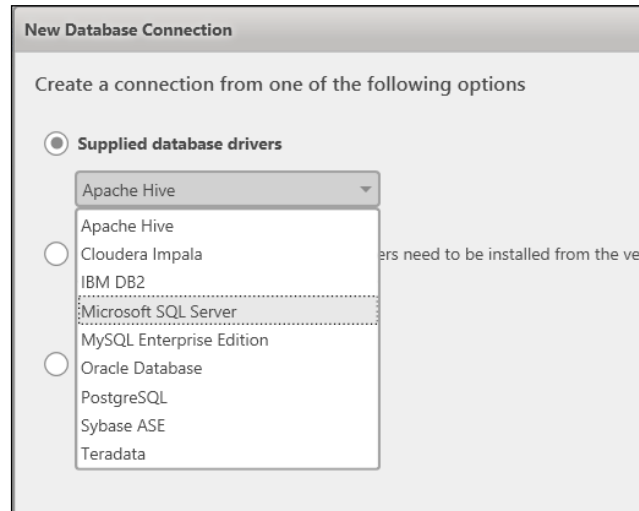 New Database Connection
Create a connection from one of the following options
Supplied database drivers
Apache Hive
Apache Hive
Cloudera Impala
need to be installed from the
IBM DB2
Microsoft SQL Server
MySQL Enterprise Edition
Oracle Database
PostgreSQL
Sybase ASE
Teradata